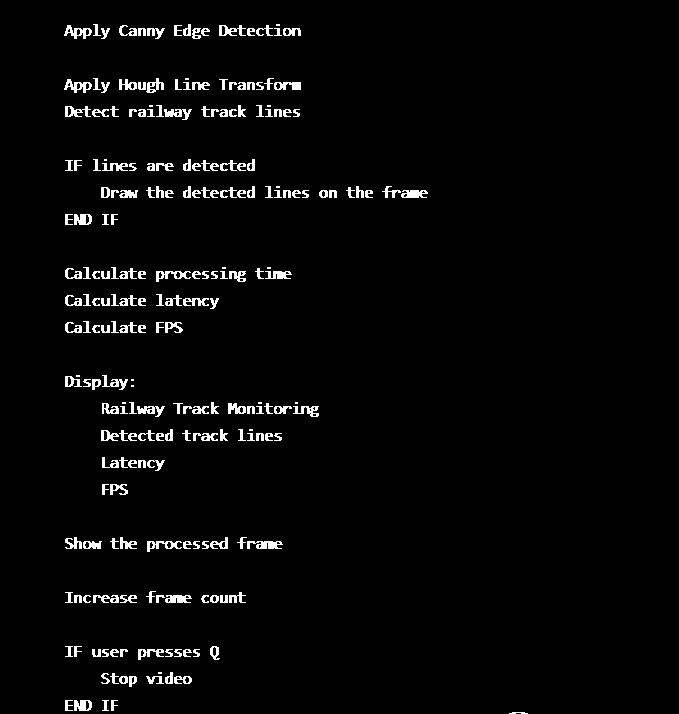 Apply Canny Edge Detection
Apply Hough Line Transform
Detect railway track lines
IF lines are detected
Draw the detected lines on the frame
END IF
Calculate processing time
Calculate latency
Calculate FPS
Display:
Railway Track Monitoring
Detected track lines
Latency
FPS
Show the processed frame
Increase frame count
IF user presses Q
Stop video
END IF